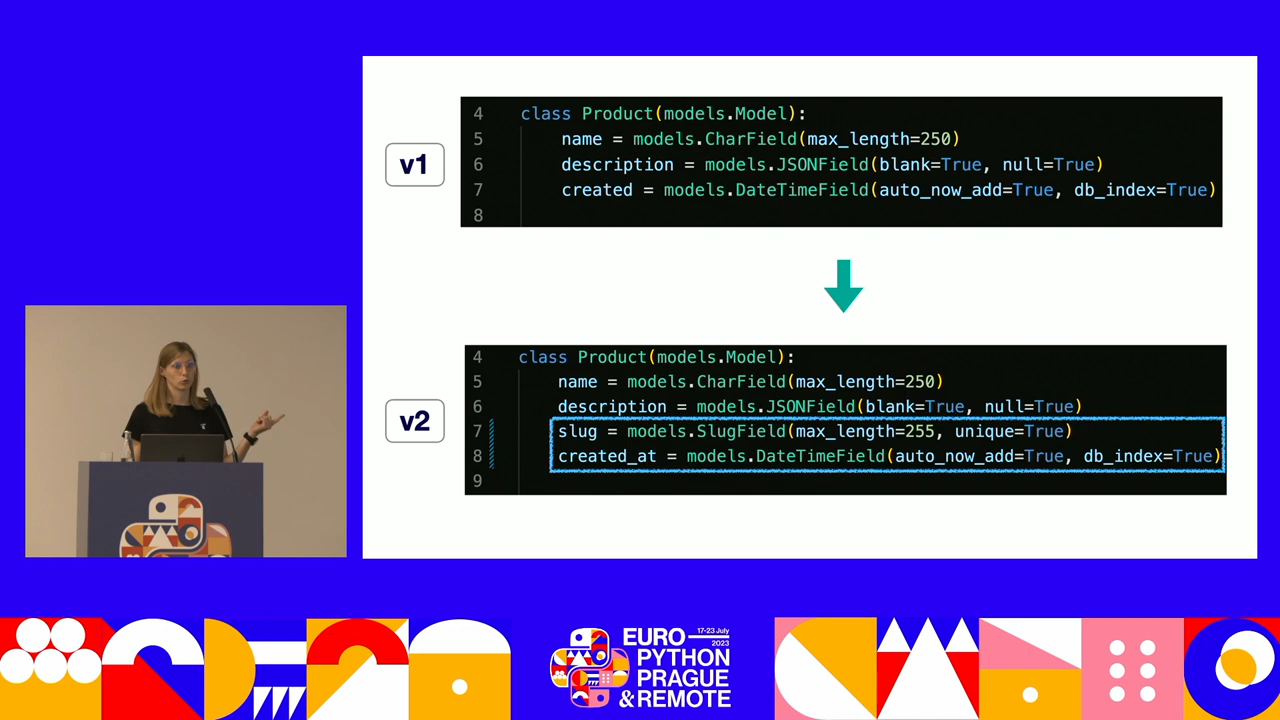 v1
4 class Product(models.Model):
5 name = models.CharField(max_length=250)
6 description = models.JSONField(blank=True, null=True)
7 created = models.DateTimeField(auto_now_add=True, db_index=True)
8
v2
4 class Product(models.Model):
5 name = models.CharField(max_length=250)
6 description = models.JSONField(blank=True, null=True)
7 slug = models.SlugField(max_length=255, unique=True)
8 created_at = models.DateTimeField(auto_now_add=True, db_index=True)
9
EURO 17-23 July 2023
PYTHON
PRAGUE
& REMOTE